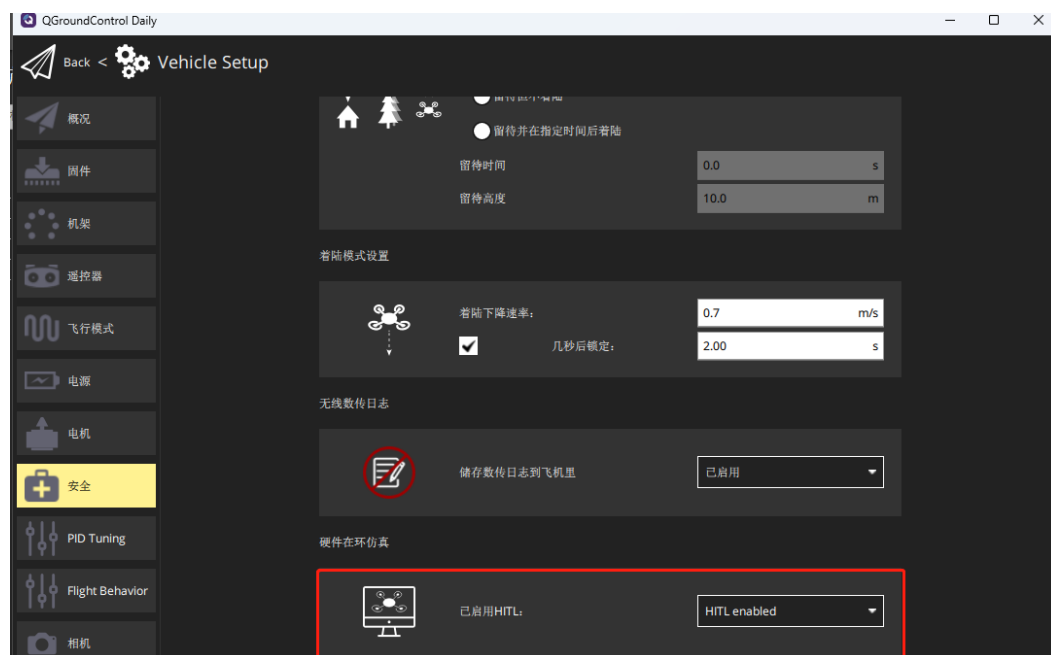 QGroundControl Daily
Back < Vehicle Setup
概况
固件
机架
遥控器
飞行模式
电源
电机
安全
PID Tuning
Flight Behavior
相机
留待并在指定时间后着陆
留待时间 0.0 s
留待高度 10.0 m
着陆模式设置
着陆下降速率: 0.7 m/s
几秒后锁定: 2.00 s
无线数传日志
储存数传日志到飞机里 已启用
硬件在环仿真
已启用HITL: HITL enabled